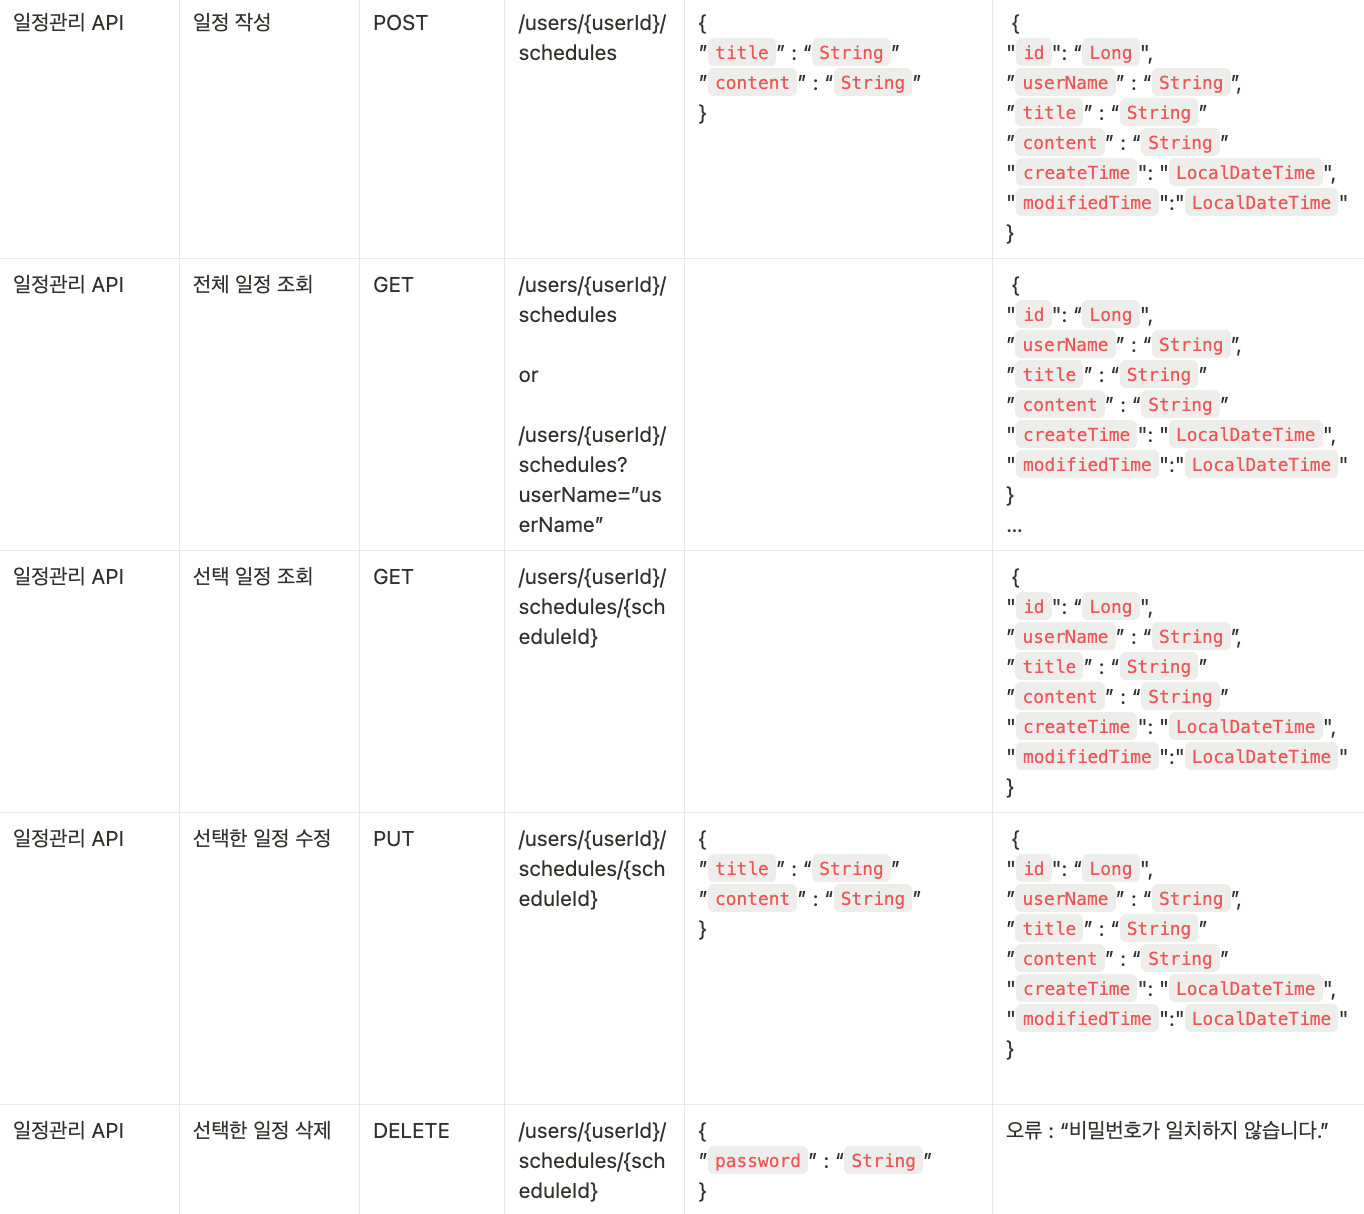 일정관리 API
일정 작성
POST
/users/{userId}/
schedules
{
”title” : “String”
”content” : “String”
}
{
"id": “Long",
”userName” : “String”,
”title” : “String”
”content” : “String”
"createTime": "LocalDateTime",
"modifiedTime":"LocalDateTime"
}
일정관리 API
전체 일정 조회
GET
/users/{userId}/
schedules
or
/users/{userId}/
schedules?
userName=”us
erName”
{
"id": “Long",
”userName” : “String”,
”title” : “String”
”content” : “String”
"createTime": "LocalDateTime",
"modifiedTime":"LocalDateTime"
}
...
일정관리 API
선택 일정 조회
GET
/users/{userId}/
schedules/{sch
eduleId}
{
"id": “Long",
”userName” : “String”,
”title” : “String”
”content” : “String”
"createTime": "LocalDateTime",
"modifiedTime":"LocalDateTime"
}
일정관리 API
선택한 일정 수정
PUT
/users/{userId}/
schedules/{sch
eduleId}
{
”title” : “String”
”content” : “String”
}
{
"id": “Long",
”userName” : “String”,
”title” : “String”
”content” : “String”
"createTime": "LocalDateTime",
"modifiedTime":"LocalDateTime"
}
일정관리 API
선택한 일정 삭제
DELETE
/users/{userId}/
schedules/{sch
eduleId}
{
”password” : “String”
}
오류 : “비밀번호가 일치하지 않습니다.”